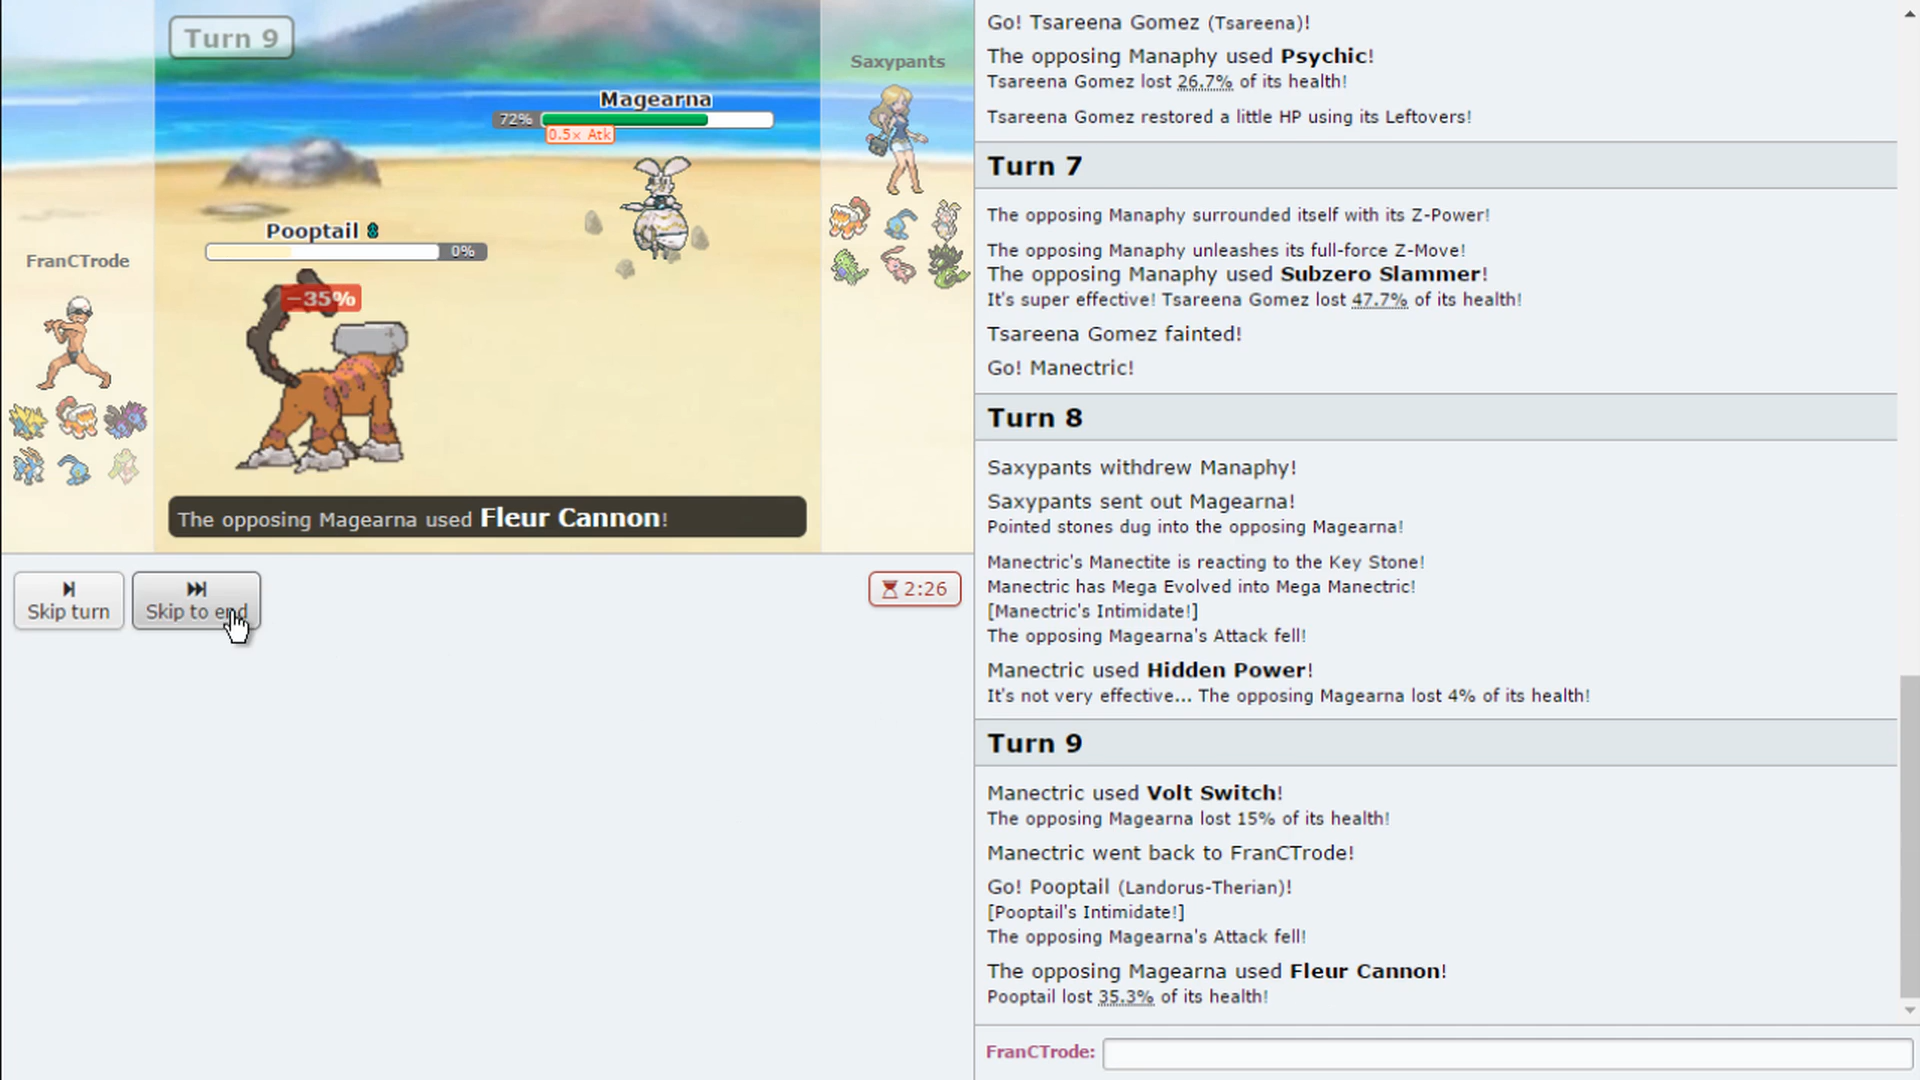 Turn 9
Saxypants
Magearna
72%
0.5× Atk
Pooptail
0%
FranCTrode
−35%
The opposing Magearna used Fleur Cannon!
Skip turn
Skip to end
2:26
Go! Tsareena Gomez (Tsareena)!
The opposing Manaphy used Psychic!
Tsareena Gomez lost 26.7% of its health!
Tsareena Gomez restored a little HP using its Leftovers!
Turn 7
The opposing Manaphy surrounded itself with its Z-Power!
The opposing Manaphy unleashes its full-force Z-Move!
The opposing Manaphy used Subzero Slammer!
It's super effective! Tsareena Gomez lost 47.7% of its health!
Tsareena Gomez fainted!
Go! Manectric!
Turn 8
Saxypants withdrew Manaphy!
Saxypants sent out Magearna!
Pointed stones dug into the opposing Magearna!
Manectric's Manectite is reacting to the Key Stone!
Manectric has Mega Evolved into Mega Manectric!
[Manectric's Intimidate!]
The opposing Magearna's Attack fell!
Manectric used Hidden Power!
It's not very effective... The opposing Magearna lost 4% of its health!
Turn 9
Manectric used Volt Switch!
The opposing Magearna lost 15% of its health!
Manectric went back to FranCTrode!
Go! Pooptail (Landorus-Therian)!
[Pooptail's Intimidate!]
The opposing Magearna's Attack fell!
The opposing Magearna used Fleur Cannon!
Pooptail lost 35.3% of its health!
FranCTrode: